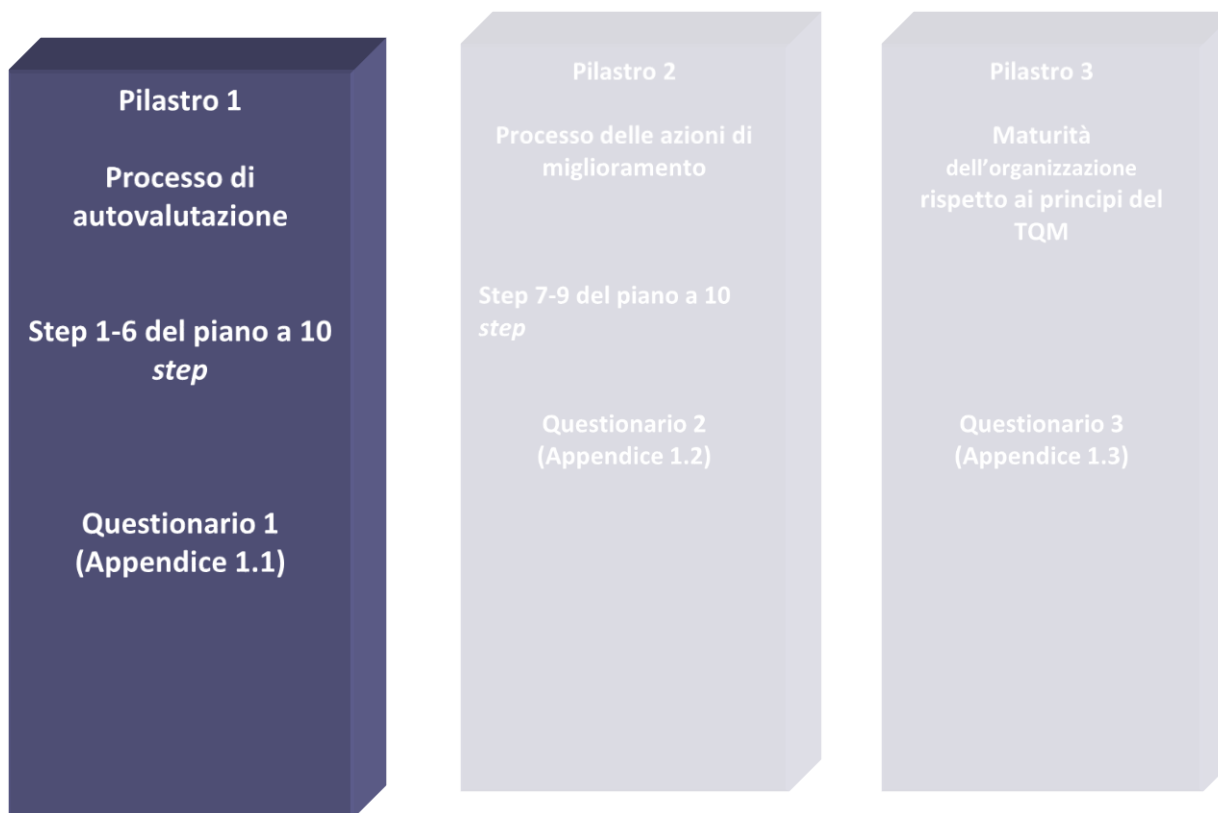 Pilastro 1
Processo di
autovalutazione
Step 1-6 del piano a 10
step
Questionario 1
(Appendice 1.1)
Pilastro 2
Processo delle azioni di
miglioramento
Step 7-9 del piano a 10
step
Questionario 2
(Appendice 1.2)
Pilastro 3
Maturità
dell’organizzazione
rispetto ai principi del
TQM
Questionario 3
(Appendice 1.3)